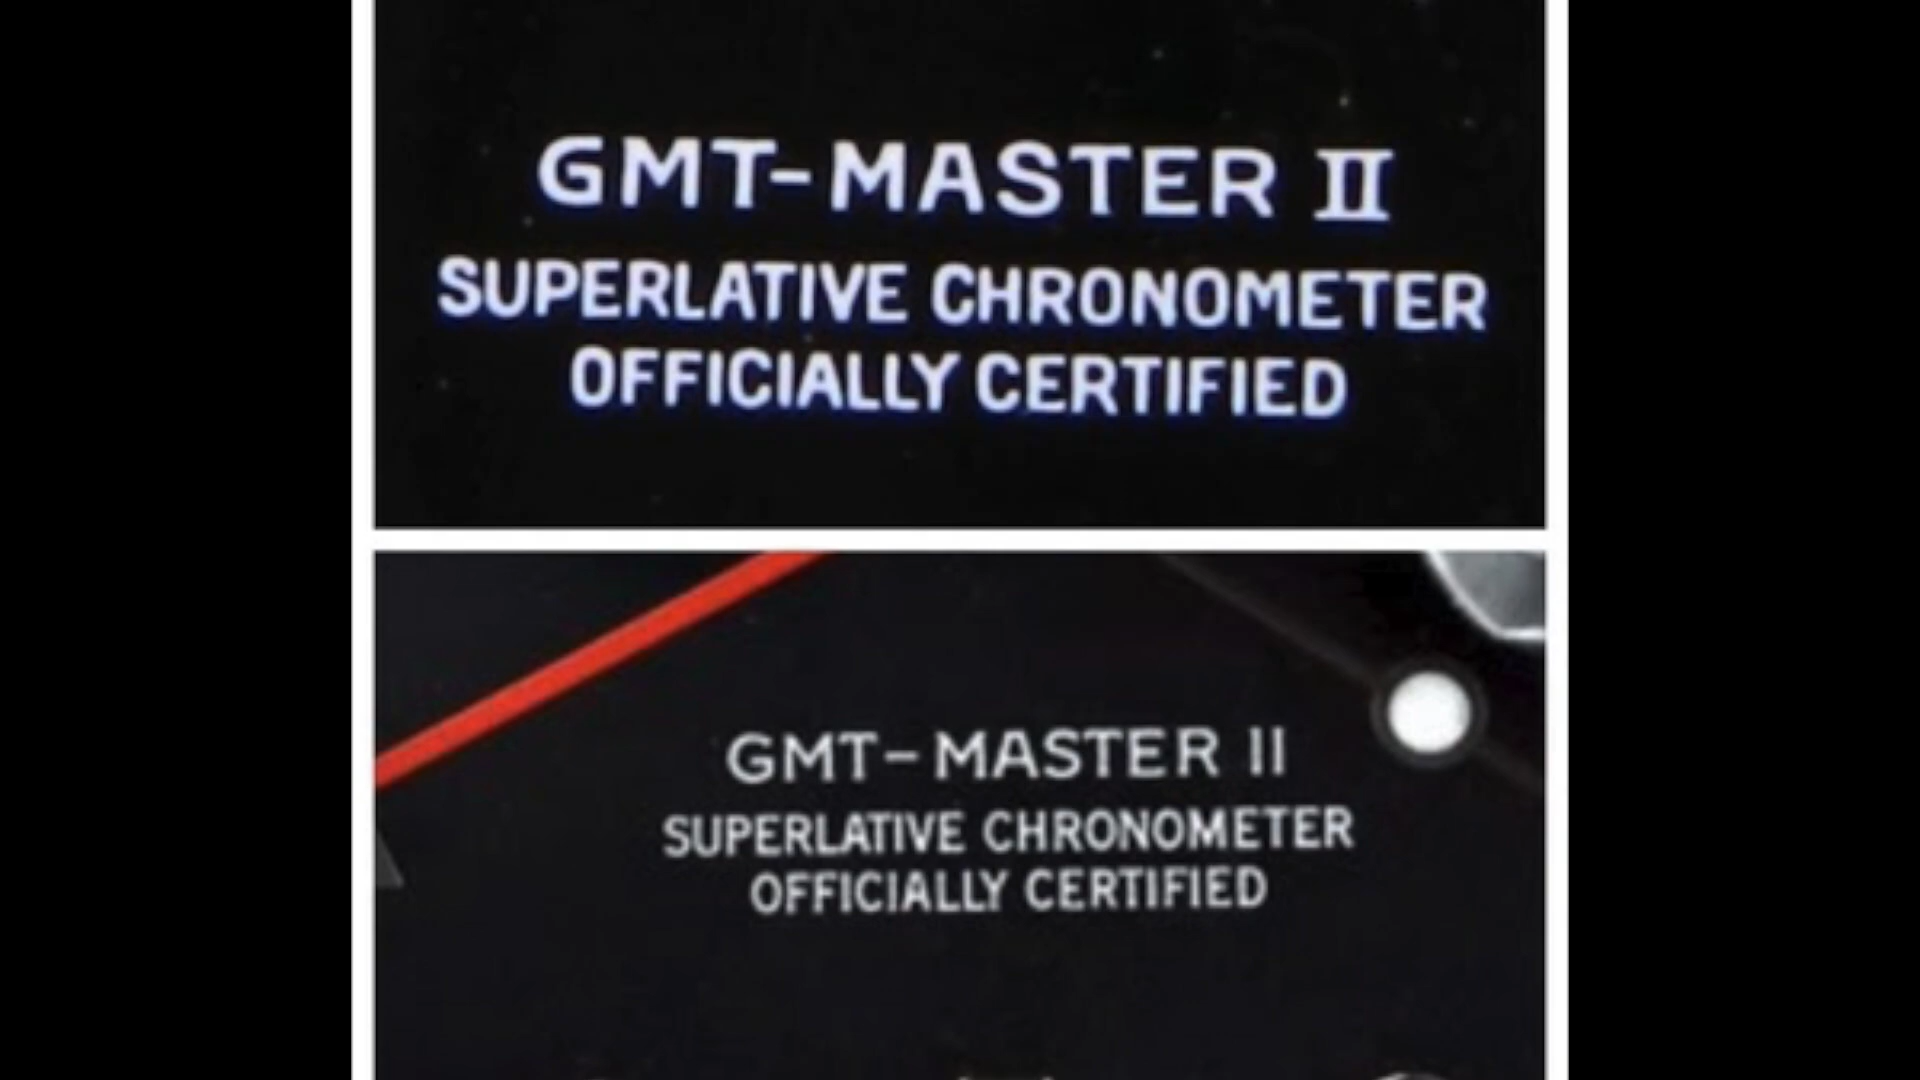 GMT-MASTER II
SUPERLATIVE CHRONOMETER
OFFICIALLY CERTIFIED
GMT-MASTER II
SUPERLATIVE CHRONOMETER
OFFICIALLY CERTIFIED